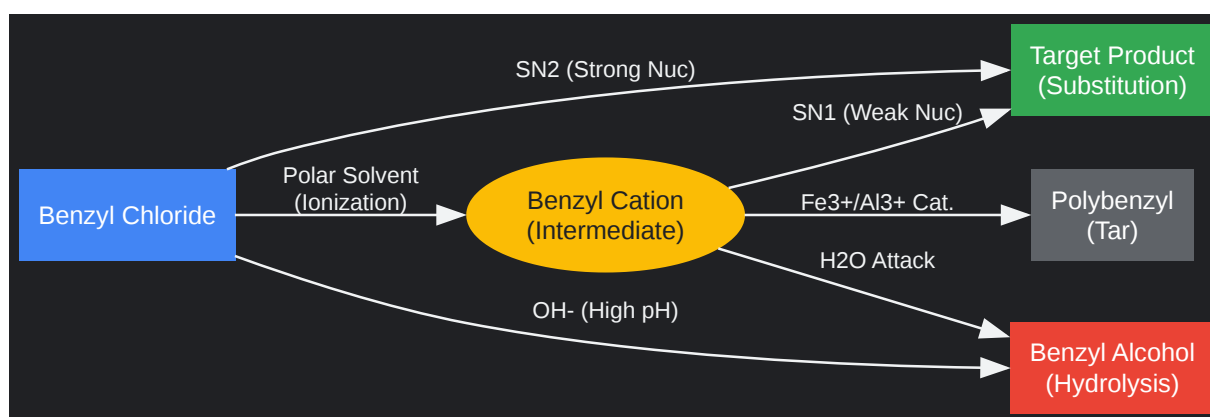 SN2 (Strong Nuc)
Target Product
(Substitution)
SN1 (Weak Nuc)
Polar Solvent
(Ionization)
Benzyl Chloride
Benzyl Cation
(Intermediate)
Fe3+/Al3+ Cat.
Polybenzyl
(Tar)
H2O Attack
OH- (High pH)
Benzyl Alcohol
(Hydrolysis)